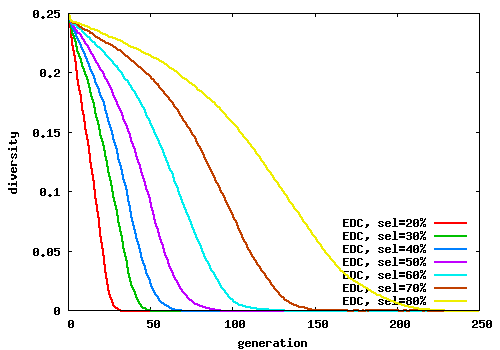 0.25
0.2
0.15
0.1
0.05
0
diversity
EDC, sel=20%
EDC, sel=30%
EDC, sel=40%
EDC, sel=50%
EDC, sel=60%
EDC, sel=70%
EDC, sel=80%
0 50 100 150 200 250
generation